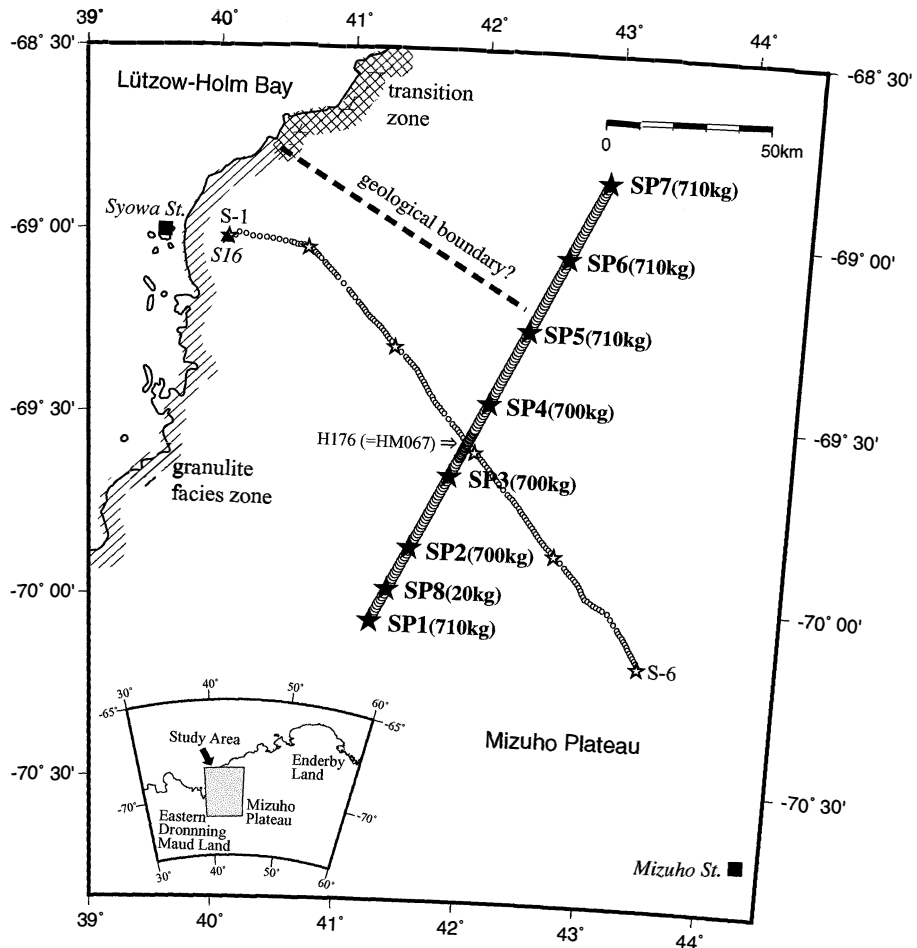 40° 41° 42° 43° 44°
-68° 30'
-68° 30'
Lützow-Holm Bay
transition
zone
0 50km
geological boundary?
SP7(710kg)
Syowa St.
S-1
S16
-69° 00'
SP6(710kg)
-69° 00'
SP5(710kg)
SP4(700kg)
-69° 30'
H176 (=HM067) ⇒
-69° 30'
SP3(700kg)
granulite
facies zone
SP2(700kg)
-70° 00'
SP8(20kg)
SP1(710kg)
-70° 00'
S-6
30° 40° 50° 60°
-65°
-65°
Study Area
Enderby
Land
-70°
-70°
Eastern
Dronnning
Maud Land
Mizuho
Plateau
30° 40° 50° 60°
Mizuho Plateau
-70° 30'
-70° 30'
Mizuho St.
39° 40° 41° 42° 43° 44°